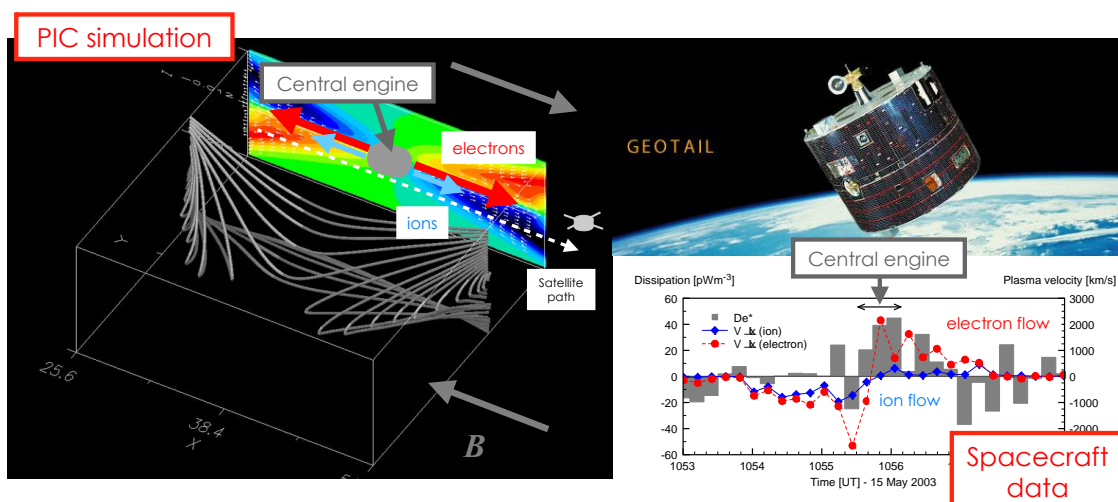 PIC simulation
Central engine
electrons
ions
Satellite
path
Z
Y
25.6
38.4
X
B
GEOTAIL
Central engine
Dissipation [pWm-3]
Plasma velocity [km/s]
De*
V⊥x (ion)
V⊥x (electron)
electron flow
ion flow
60
40
20
0
-20
-40
-60
3000
2000
1000
0
-1000
-2000
1053
1054
1055
1056
Time [UT] - 15 May 2003
Spacecraft
data